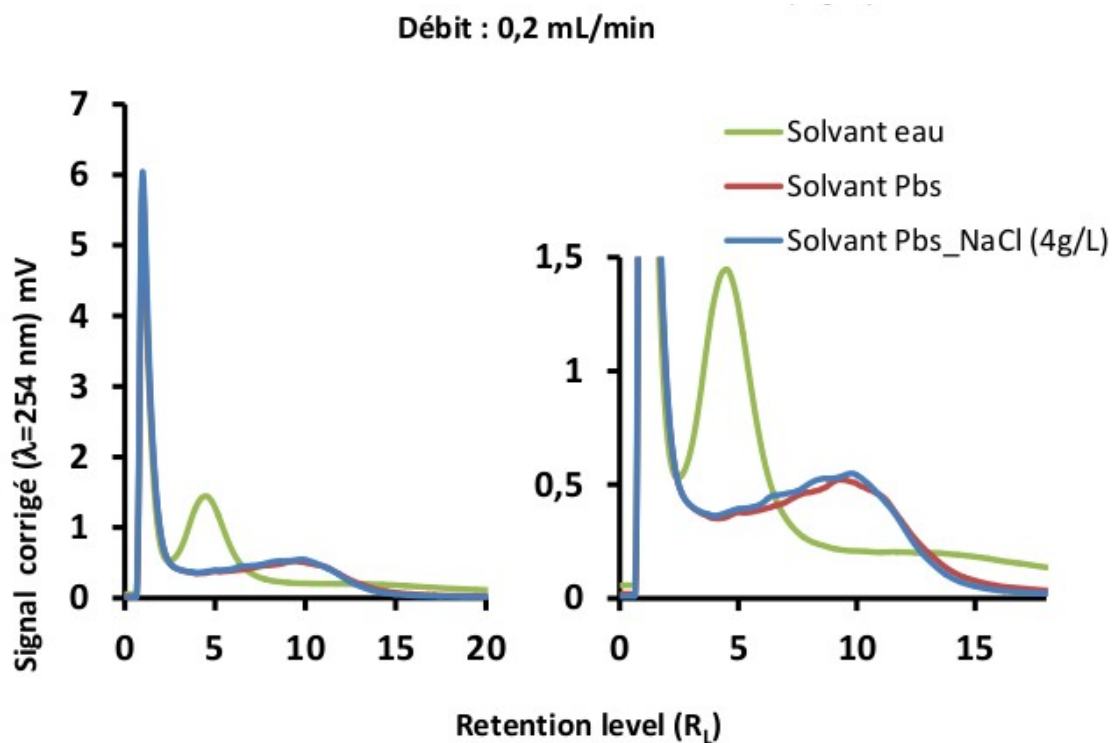 Débit : 0,2 mL/min
Signal corrigé (λ=254 nm) mV
7
6
5
4
3
2
1
0
0 5 10 15 20
Solvant eau
Solvant Pbs
Solvant Pbs_NaCl (4g/L)
1,5
1
0,5
0
0 5 10 15
Retention level (R_L)